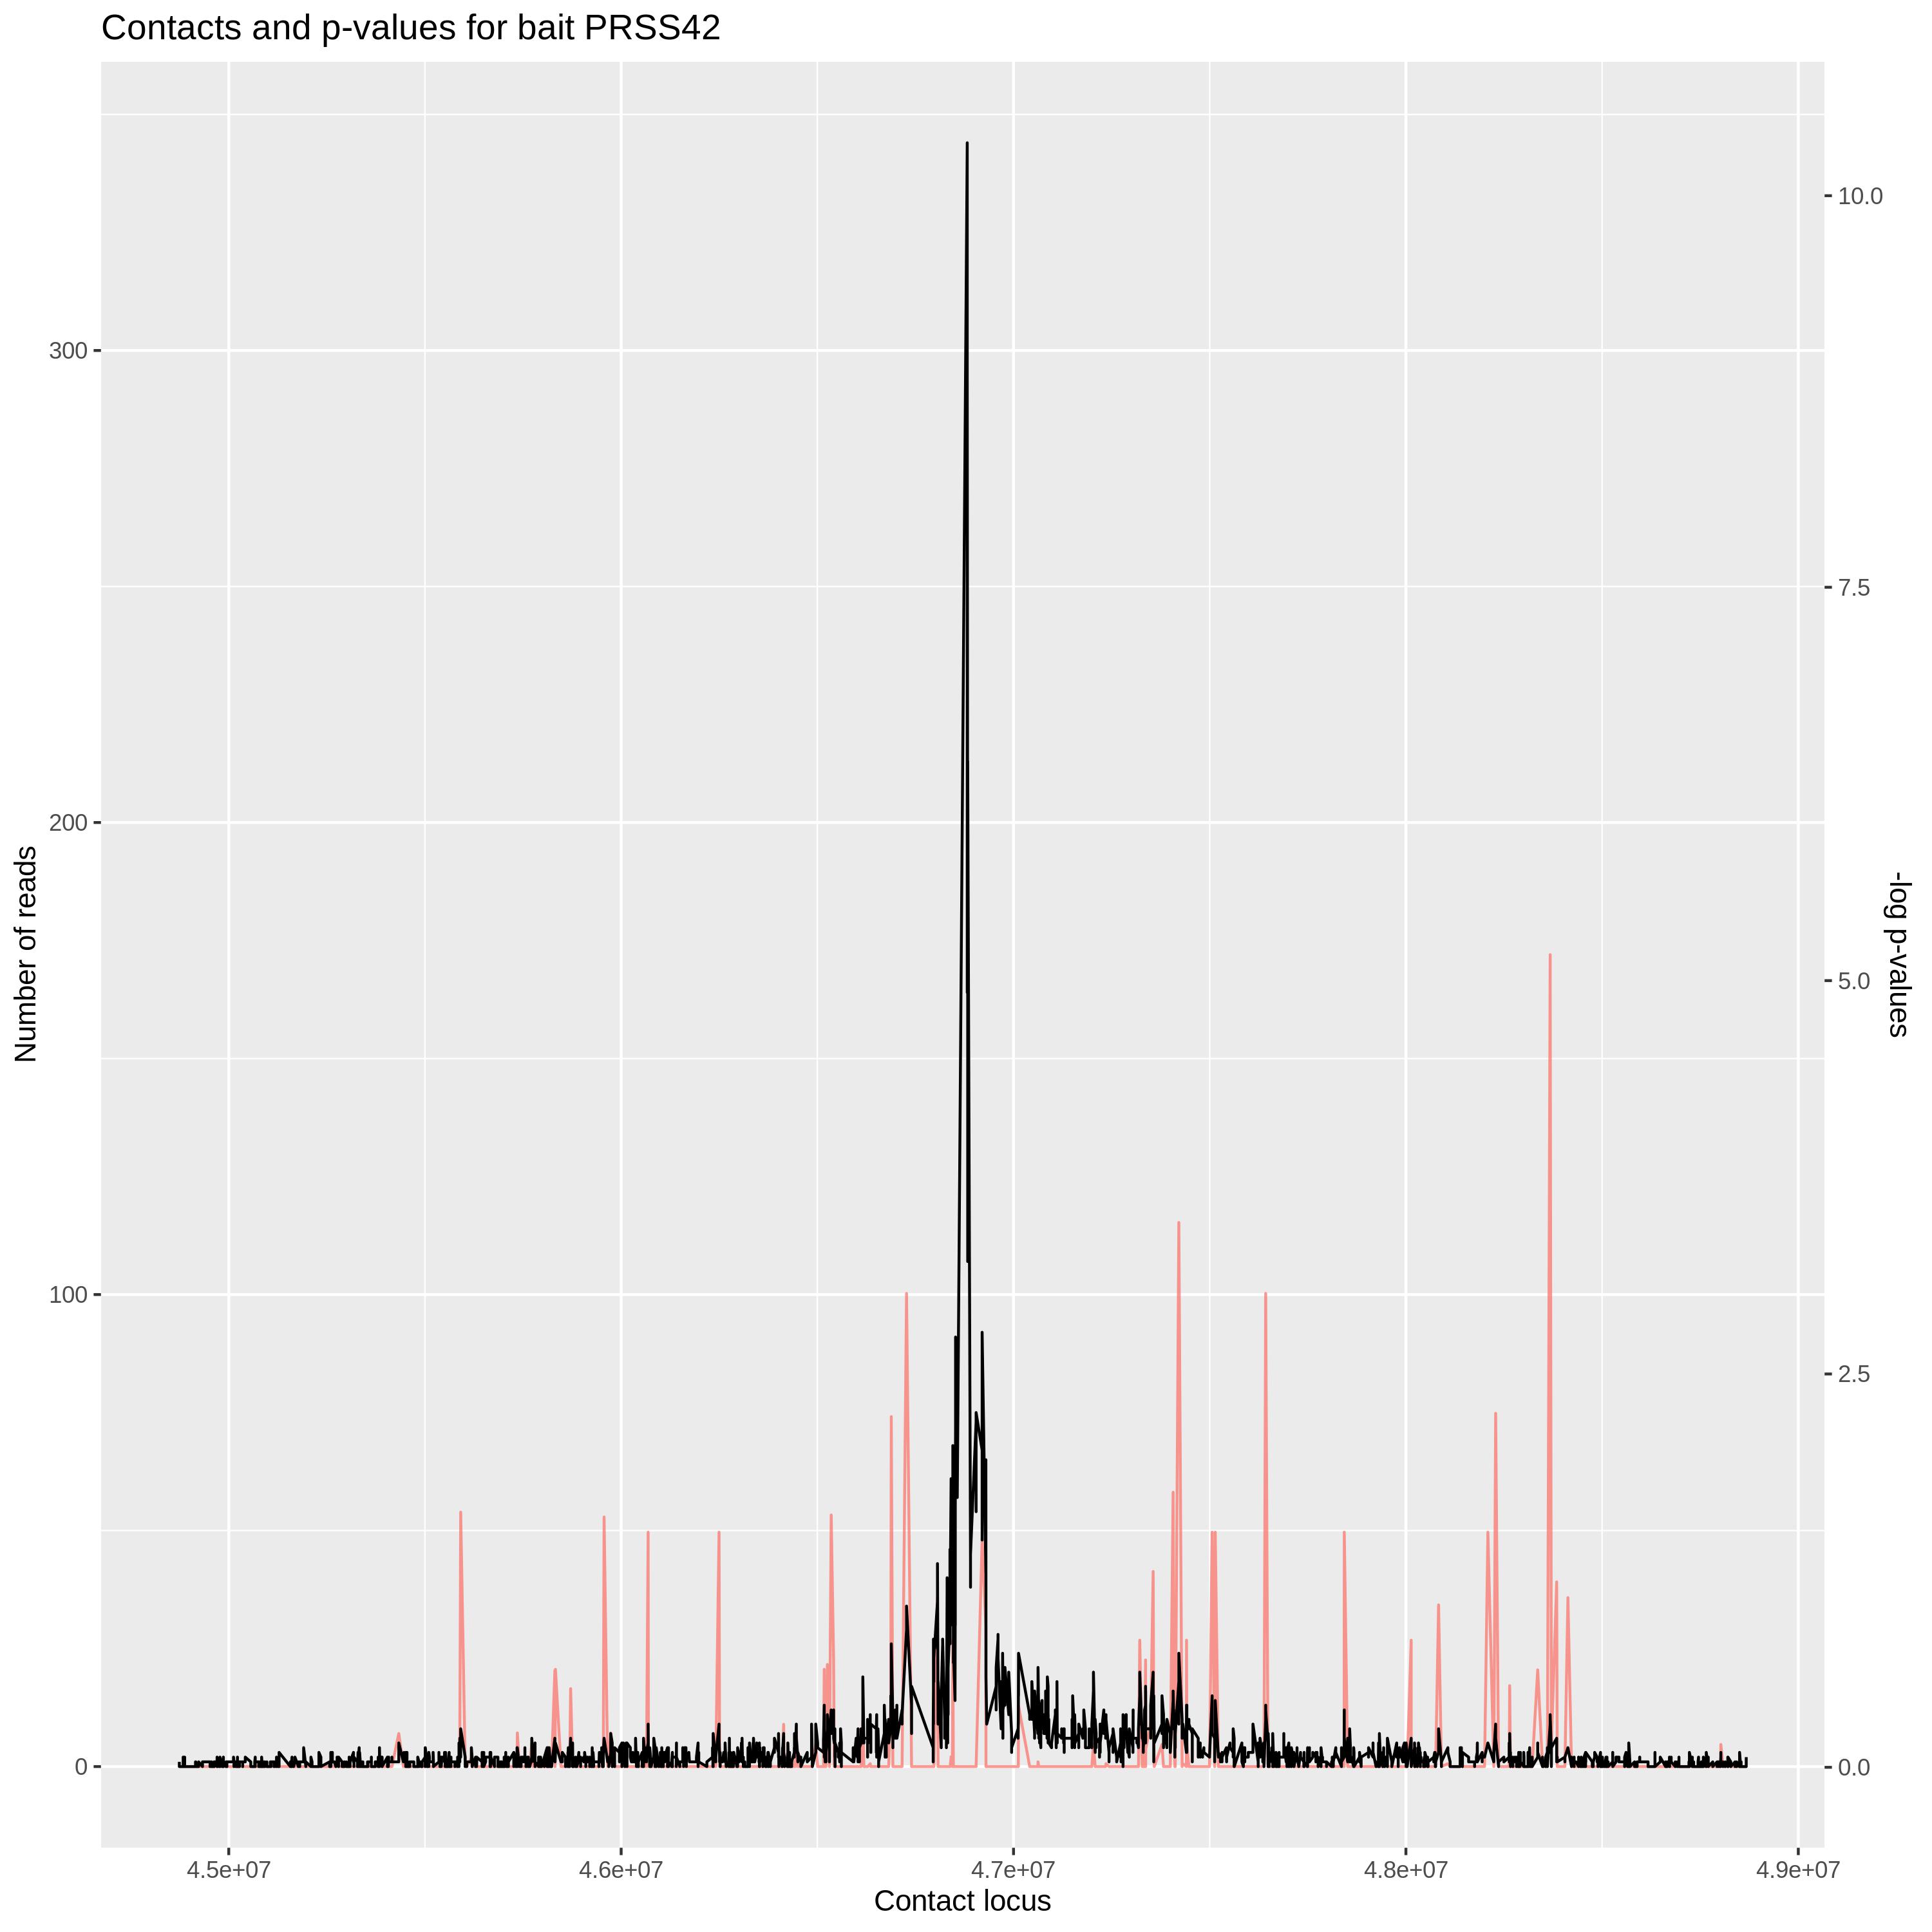 Contacts and p-values for bait PRSS42
Number of reads
300
200
100
0
10.0
7.5
5.0
2.5
0.0
-log p-values
4.5e+07
4.6e+07
4.7e+07
4.8e+07
4.9e+07
Contact locus